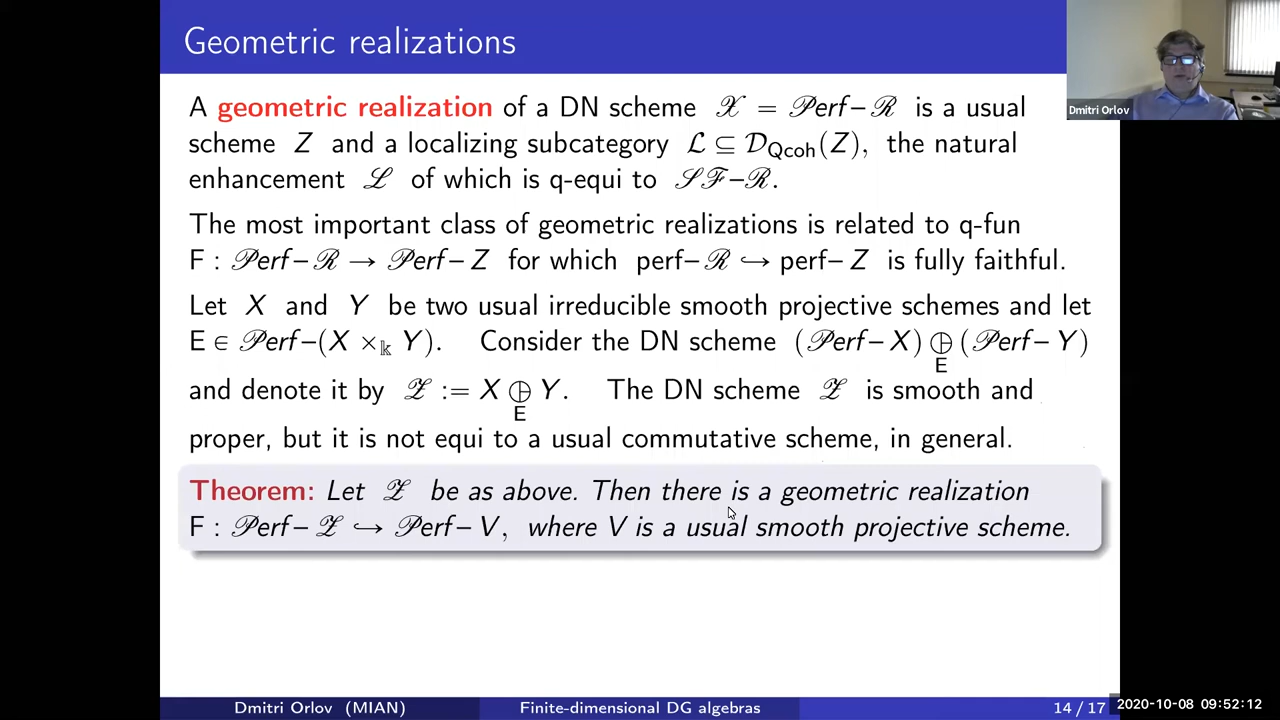 Geometric realizations
Dmitri Orlov
A geometric realization of a DN scheme 𝒳 = 𝒫erf–ℛ is a usual
scheme Z and a localizing subcategory ℒ ⊆ 𝒟_Qcoh(Z), the natural
enhancement ℒ of which is q-equi to 𝒮ℱ–ℛ.
The most important class of geometric realizations is related to q-fun
F : 𝒫erf–ℛ → 𝒫erf–Z for which perf–ℛ ↪ perf–Z is fully faithful.
Let X and Y be two usual irreducible smooth projective schemes and let
E ∈ 𝒫erf–(X ×_𝕜 Y). Consider the DN scheme (𝒫erf–X) ⊕_E (𝒫erf–Y)
and denote it by 𝒵 := X ⊕_E Y. The DN scheme 𝒵 is smooth and
proper, but it is not equi to a usual commutative scheme, in general.
Theorem: Let 𝒵 be as above. Then there is a geometric realization
F : 𝒫erf–𝒵 ↪ 𝒫erf–V, where V is a usual smooth projective scheme.
Dmitri Orlov (MIAN) Finite-dimensional DG algebras 14 / 17
2020-10-08 09:52:12